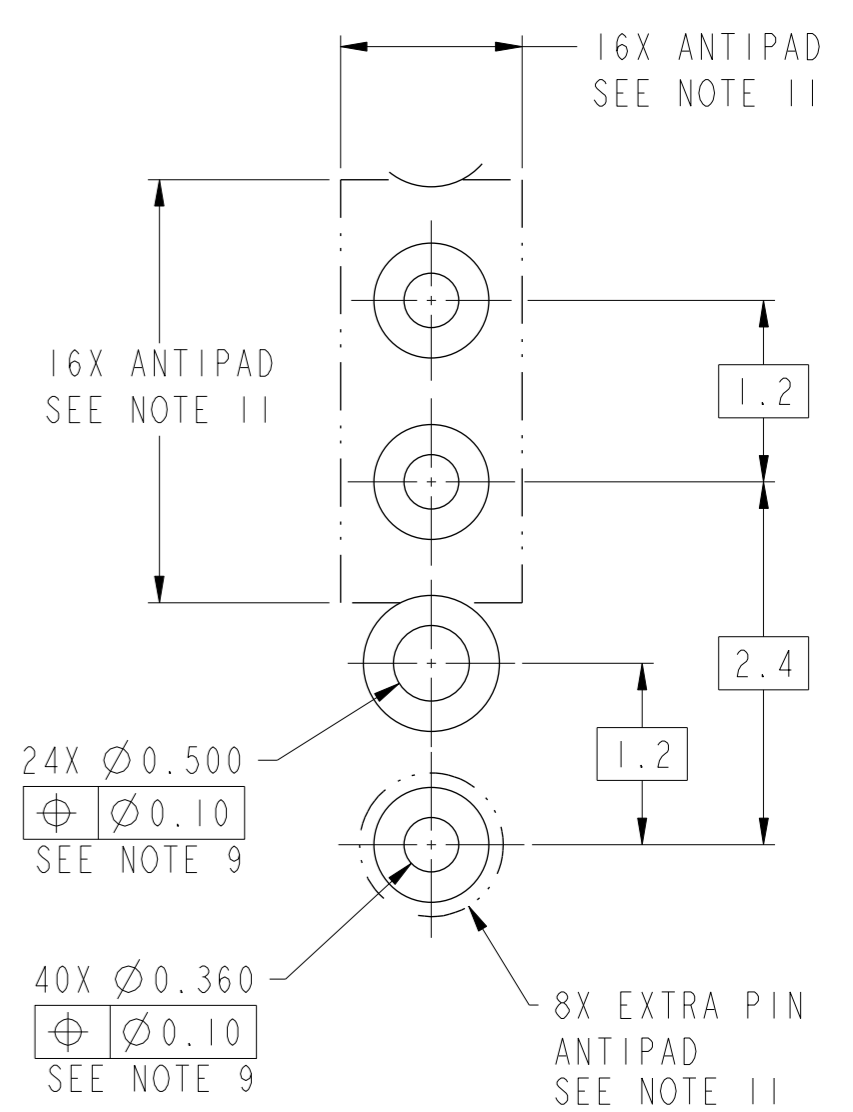 16X ANTIPAD
SEE NOTE 11
16X ANTIPAD
SEE NOTE 11
1.2
2.4
1.2
24X ∅0.500
⌖ ∅0.10
SEE NOTE 9
40X ∅0.360
⌖ ∅0.10
SEE NOTE 9
8X EXTRA PIN
ANTIPAD
SEE NOTE 11